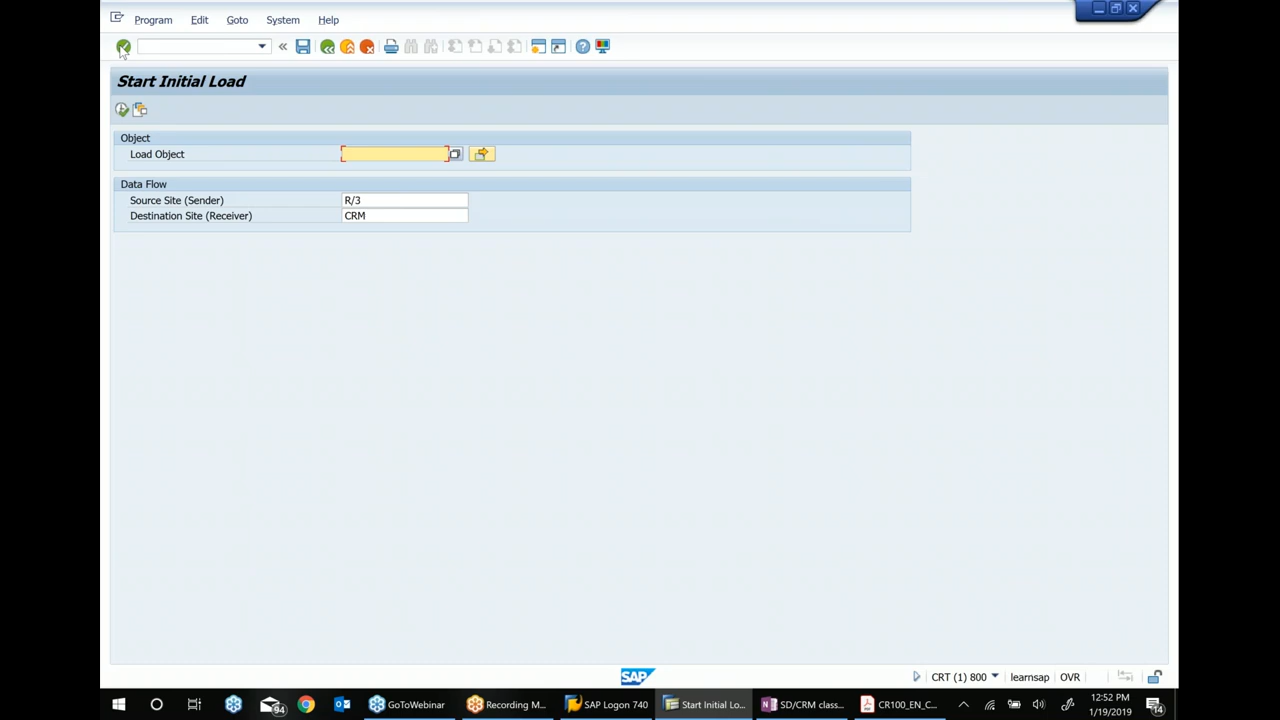 Program Edit Goto System Help
Start Initial Load
Object
Load Object
Data Flow
Source Site (Sender) R/3
Destination Site (Receiver) CRM
SAP CRT (1) 800 learnsap OVR
94 GoToWebinar Recording M... SAP Logon 740 Start Initial Lo... SD/CRM class... CR100_EN_C... 12:52 PM
1/19/2019 14